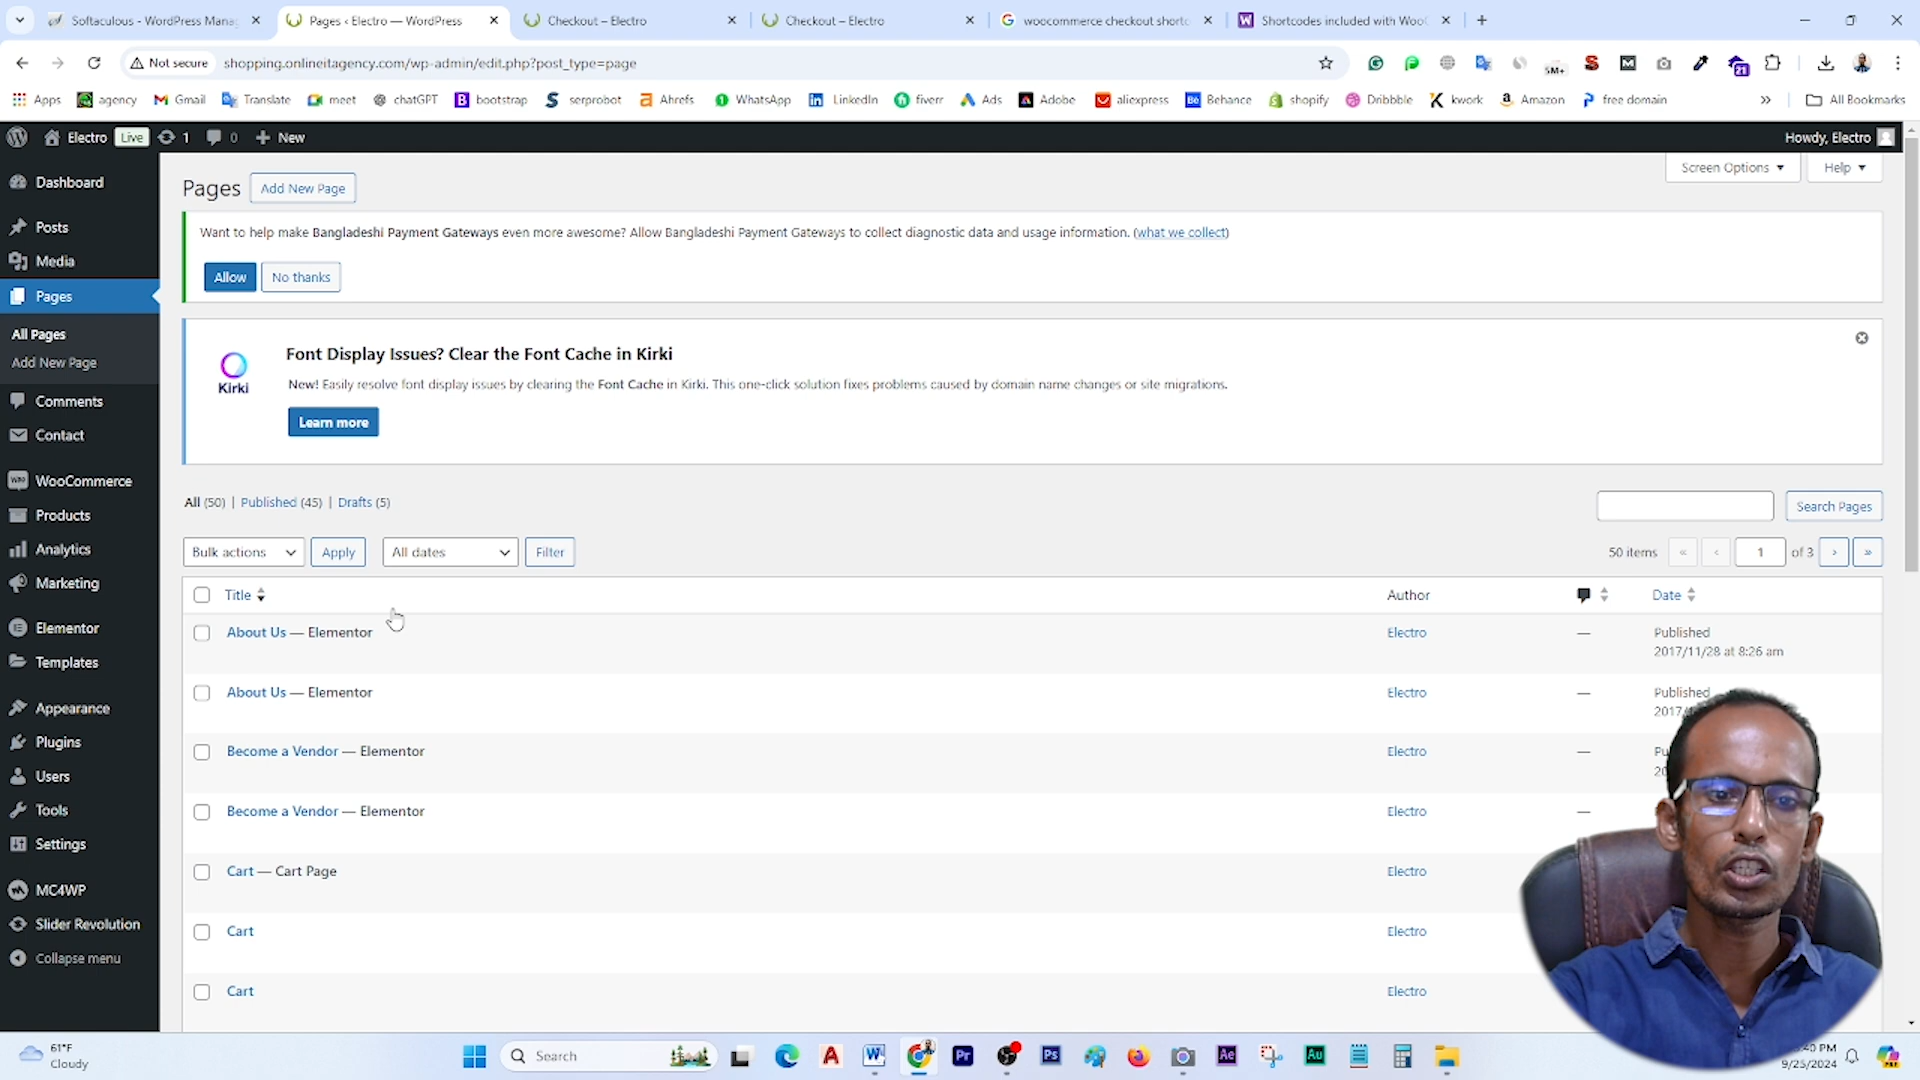 Softaculous - WordPress Mana
Pages ‹ Electro — WordPress
Checkout – Electro
Checkout – Electro
woocommerce checkout shortc
Shortcodes included with WooC
Not secure
shopping.onlineitagency.com/wp-admin/edit.php?post_type=page
5M+
21
Apps
agency
Gmail
Translate
meet
chatGPT
bootstrap
serprobot
Ahrefs
WhatsApp
LinkedIn
fiverr
Ads
Adobe
aliexpress
Behance
shopify
Dribbble
kwork
Amazon
free domain
»
All Bookmarks
Electro
Live
1
0
New
Howdy, Electro
Dashboard
Posts
Media
Pages
All Pages
Add New Page
Comments
Contact
WooCommerce
Products
Analytics
Marketing
Elementor
Templates
Appearance
Plugins
Users
Tools
Settings
MC4WP
Slider Revolution
Collapse menu
Screen Options
Help
Pages
Add New Page
Want to help make Bangladeshi Payment Gateways even more awesome? Allow Bangladeshi Payment Gateways to collect diagnostic data and usage information. (what we collect)
Allow
No thanks
Kirki
Font Display Issues? Clear the Font Cache in Kirki
New! Easily resolve font display issues by clearing the Font Cache in Kirki. This one-click solution fixes problems caused by domain name changes or site migrations.
Learn more
All (50) | Published (45) | Drafts (5)
Search Pages
Bulk actions
Apply
All dates
Filter
50 items
«
‹
1
of 3
›
»
Title
Author
Date
About Us — Elementor
Electro
—
Published
2017/11/28 at 8:26 am
About Us — Elementor
Electro
—
Published
2017/
Become a Vendor — Elementor
Electro
—
Become a Vendor — Elementor
Electro
—
Cart — Cart Page
Electro
Cart
Electro
Cart
Electro
61°F
Cloudy
Search
Pr
Ps
Ae
Au
:40 PM
9/25/2024